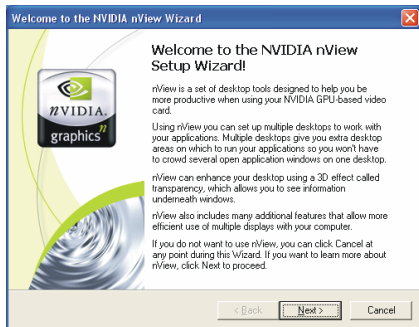 Welcome to the NVIDIA nView Wizard
Welcome to the NVIDIA nView
Setup Wizard!
nView is a set of desktop tools designed to help you be
more productive when using your NVIDIA GPU-based video
card.
Using nView you can set up multiple desktops to work with
your applications. Multiple desktops give you extra desktop
areas on which to run your applications so you won't have
to crowd several open application windows on one desktop.
nView can enhance your desktop using a 3D effect called
transparency, which allows you to see information
underneath windows.
nView also includes many additional features that allow more
efficient use of multiple displays with your computer.
If you do not want to use nView, you can click Cancel at
any point during this Wizard. If you want to learn more about
nView, click Next to proceed.
nVIDIA.
graphicsn
< Back
Next >
Cancel